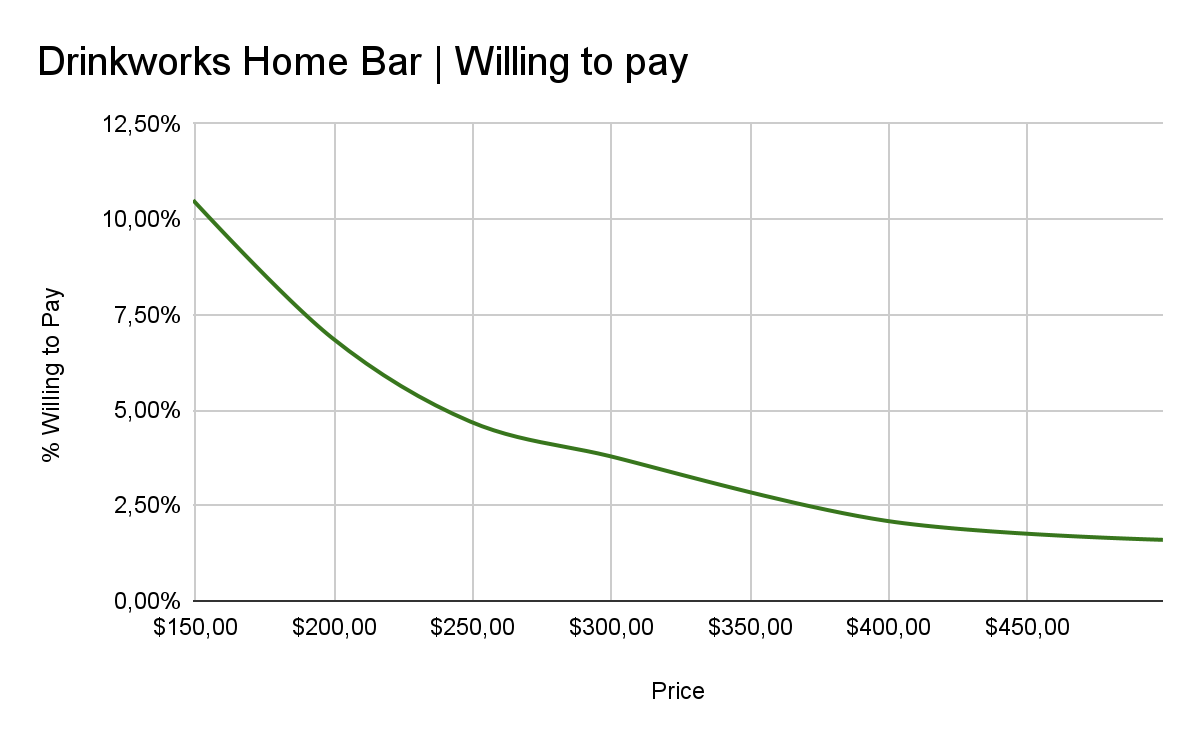 Drinkworks Home Bar | Willing to pay
12,50%
10,00%
7,50%
5,00%
2,50%
0,00%
% Willing to Pay
$150,00 $200,00 $250,00 $300,00 $350,00 $400,00 $450,00
Price